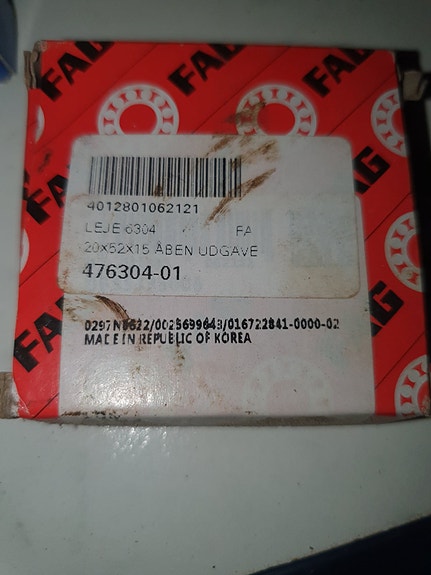 FAG
FAG
FAG
4012801062121
LEJE 6304 FA
20x52x15 ÅBEN UDGAVE
476304-01
MADE IN REPUBLIC OF KOREA
FAG